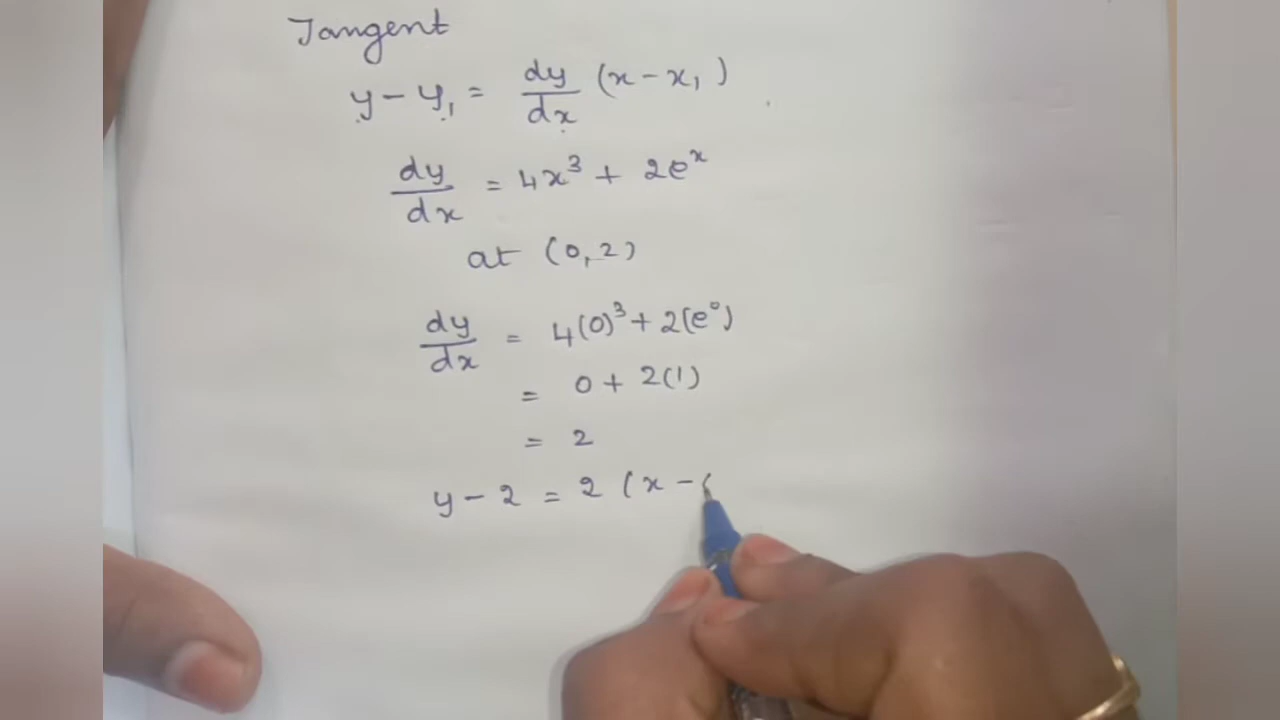 Tangent
y - y₁ = dy/dx (x - x₁)
dy/dx = 4x³ + 2eˣ
at (0,2)
dy/dx = 4(0)³ + 2(e⁰)
= 0 + 2(1)
= 2
y - 2 = 2 (x -